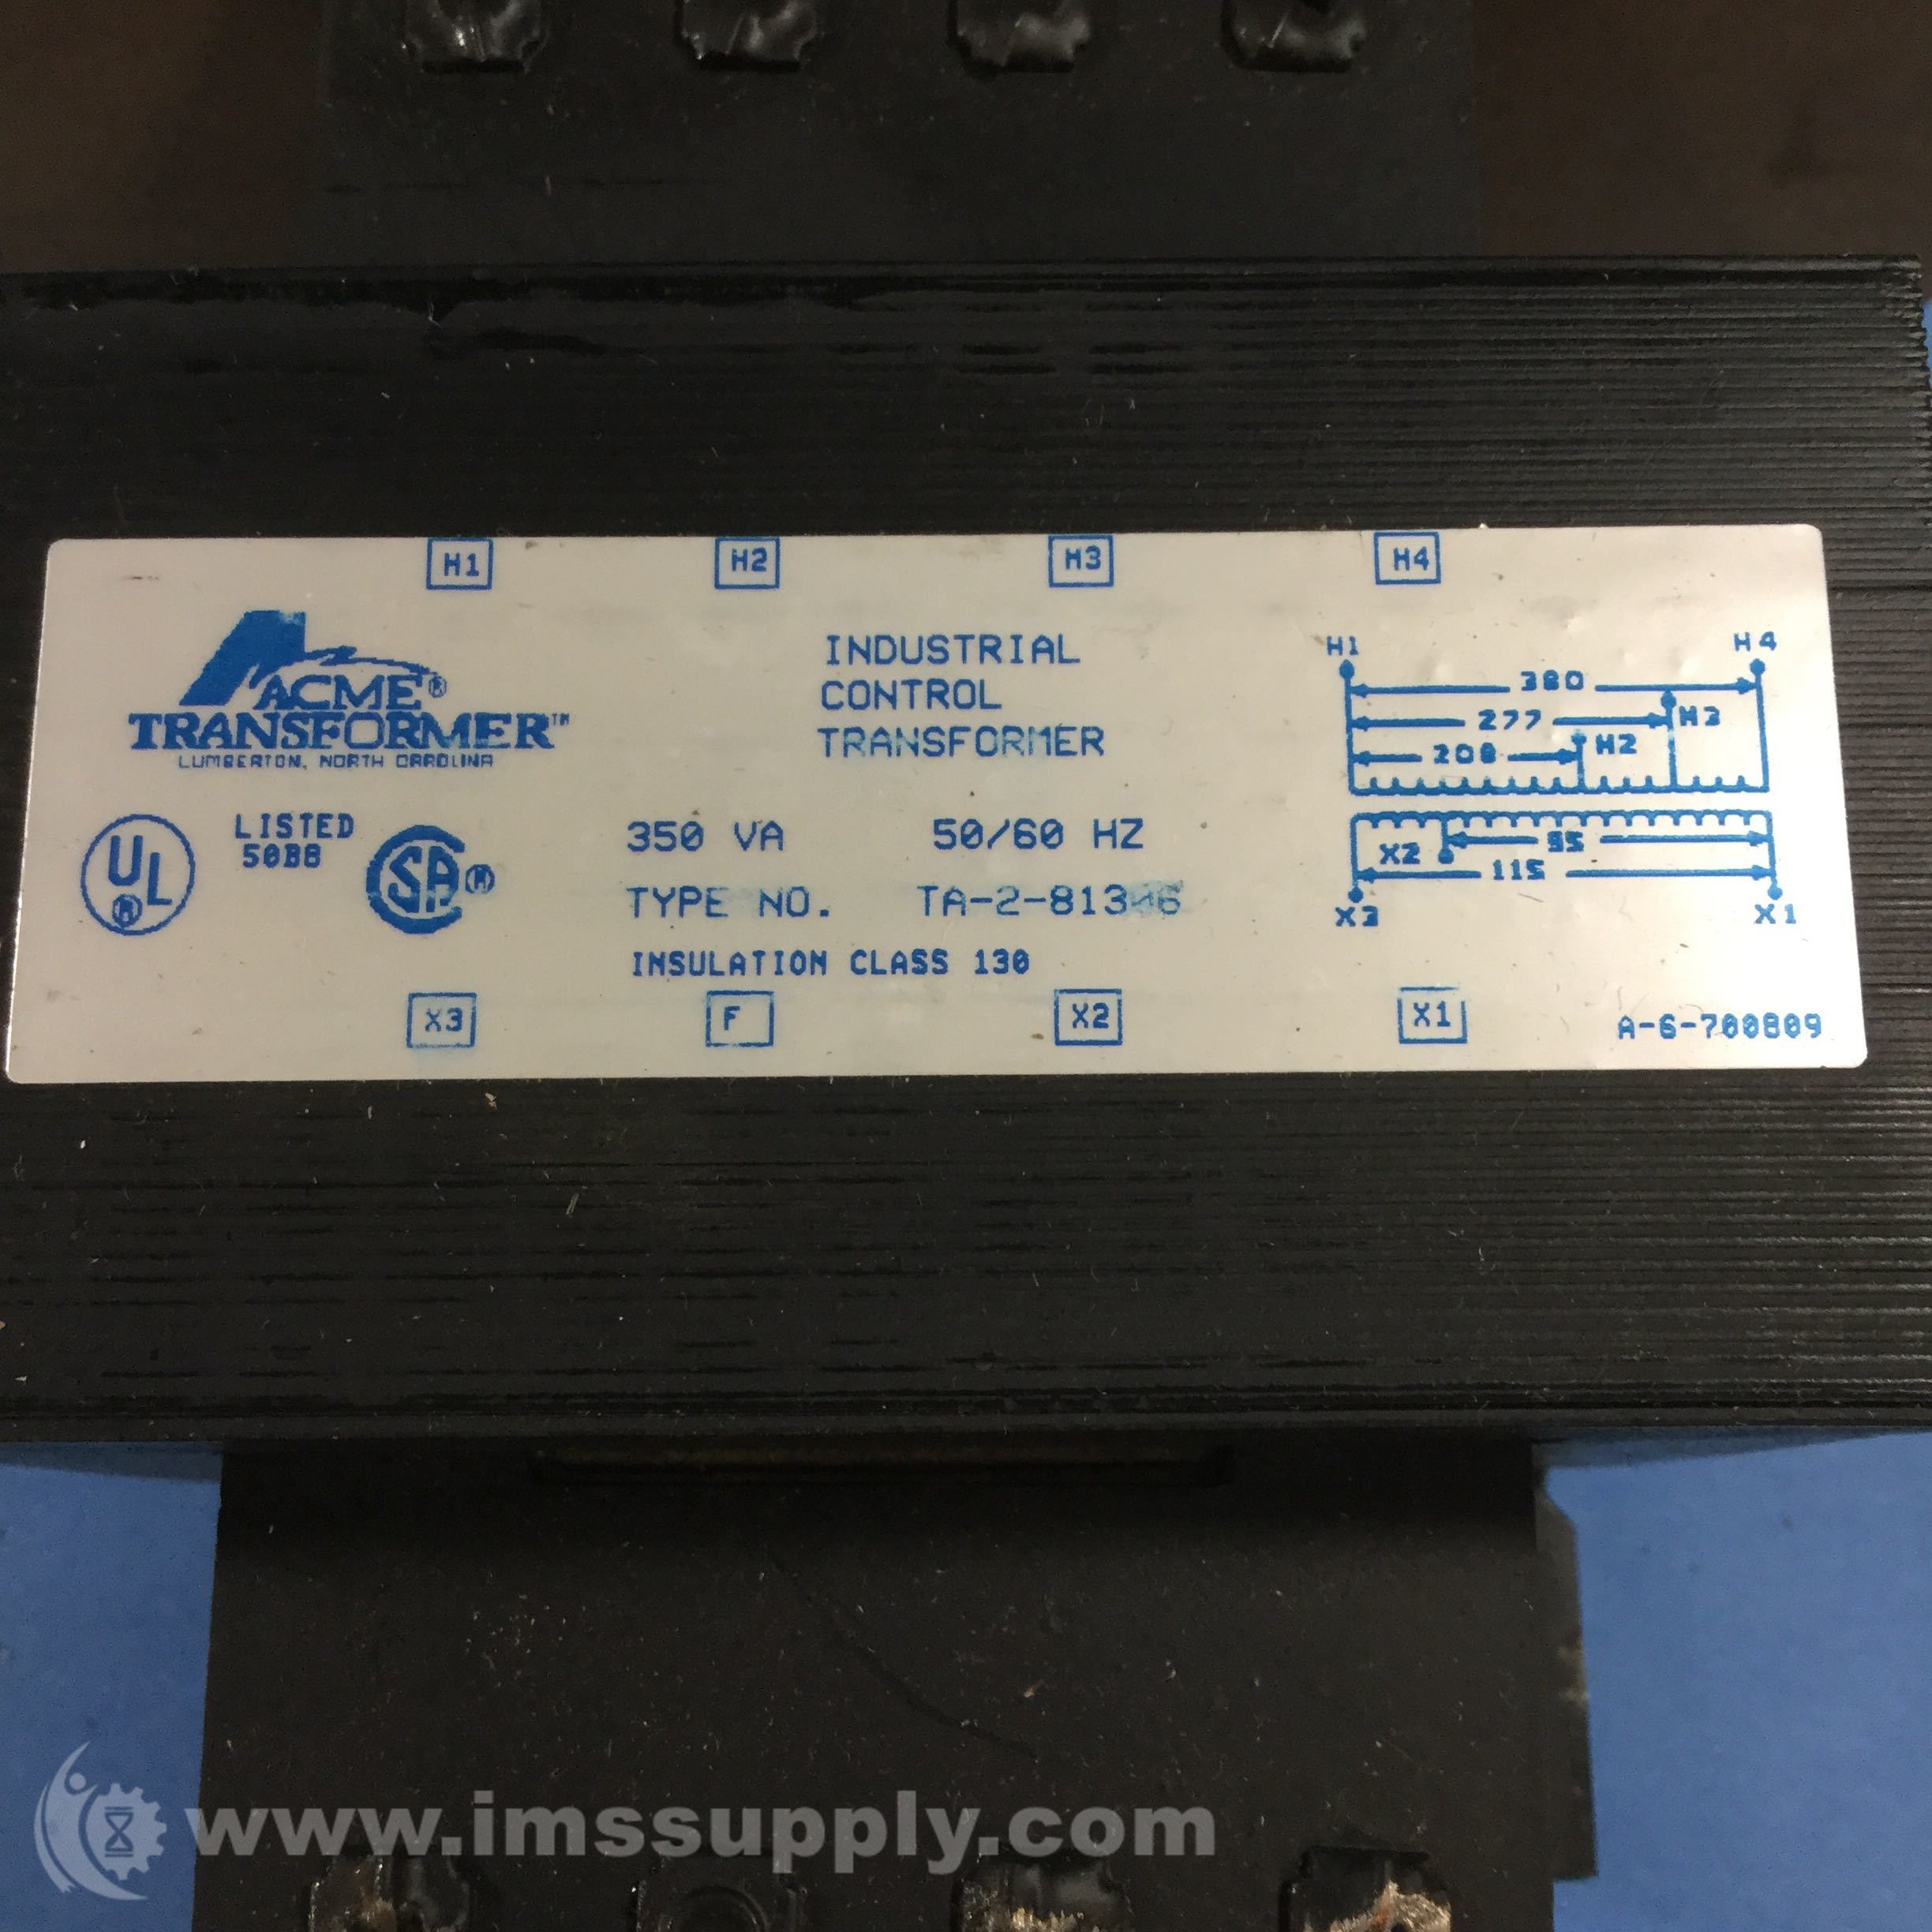 H1 H2 H3 H4
ACME®
TRANSFORMER™
LUMBERTON, NORTH CAROLINA
INDUSTRIAL
CONTROL
TRANSFORMER
H1 H4
380
277 H3
208 H2
UL ®
LISTED
50B8
CSA ®
350 VA 50/60 HZ
TYPE NO.
INSULATION CLASS 130
95
X2
115
X3 X1
X3 F X2 X1
A-6-700809
www.imssupply.com